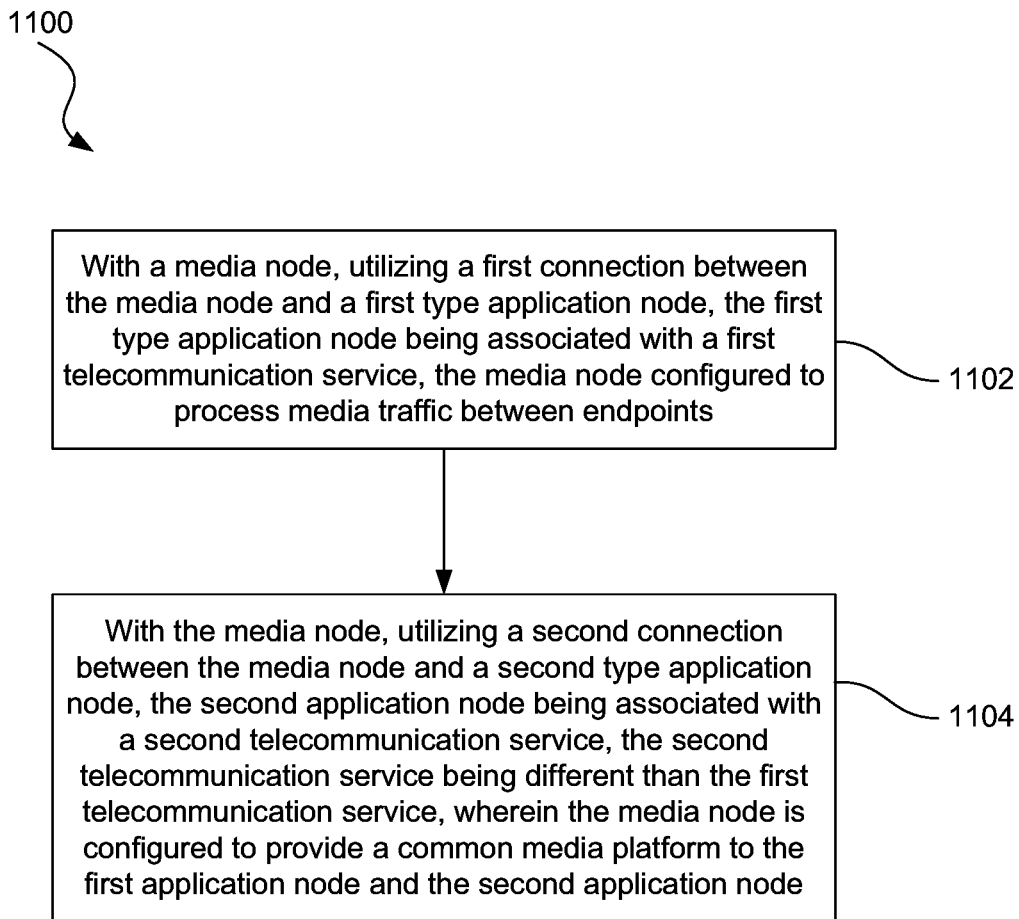 1100
With a media node, utilizing a first connection between
the media node and a first type application node, the first
type application node being associated with a first
telecommunication service, the media node configured to
process media traffic between endpoints
1102
With the media node, utilizing a second connection
between the media node and a second type application
node, the second application node being associated with
a second telecommunication service, the second
telecommunication service being different than the first
telecommunication service, wherein the media node is
configured to provide a common media platform to the
first application node and the second application node
1104